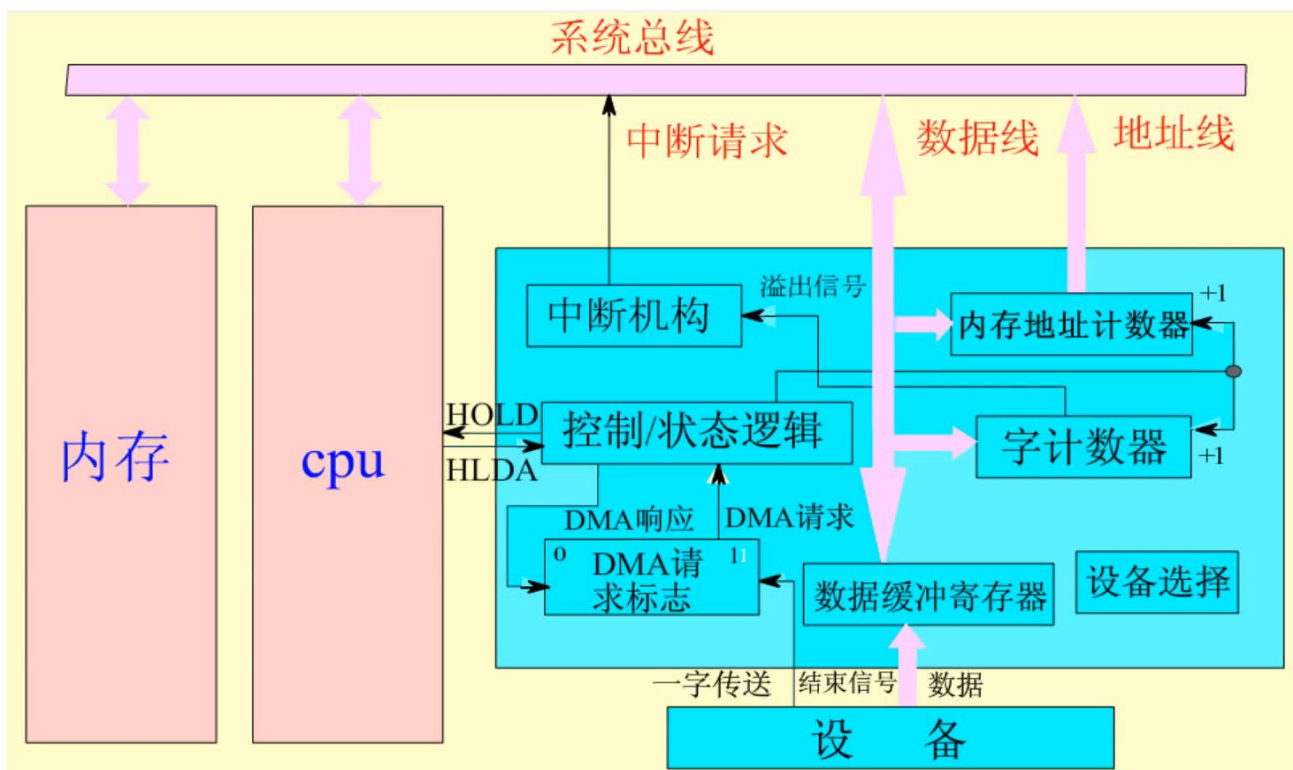 系统总线
中断请求
数据线
地址线
中断机构
溢出信号
内存地址计数器
+1
HOLD
HLDA
控制/状态逻辑
字计数器
+1
内存
cpu
DMA响应
DMA请求
0
DMA请
求标志
11
数据缓冲寄存器
设备选择
一字传送
结束信号
数据
设 备